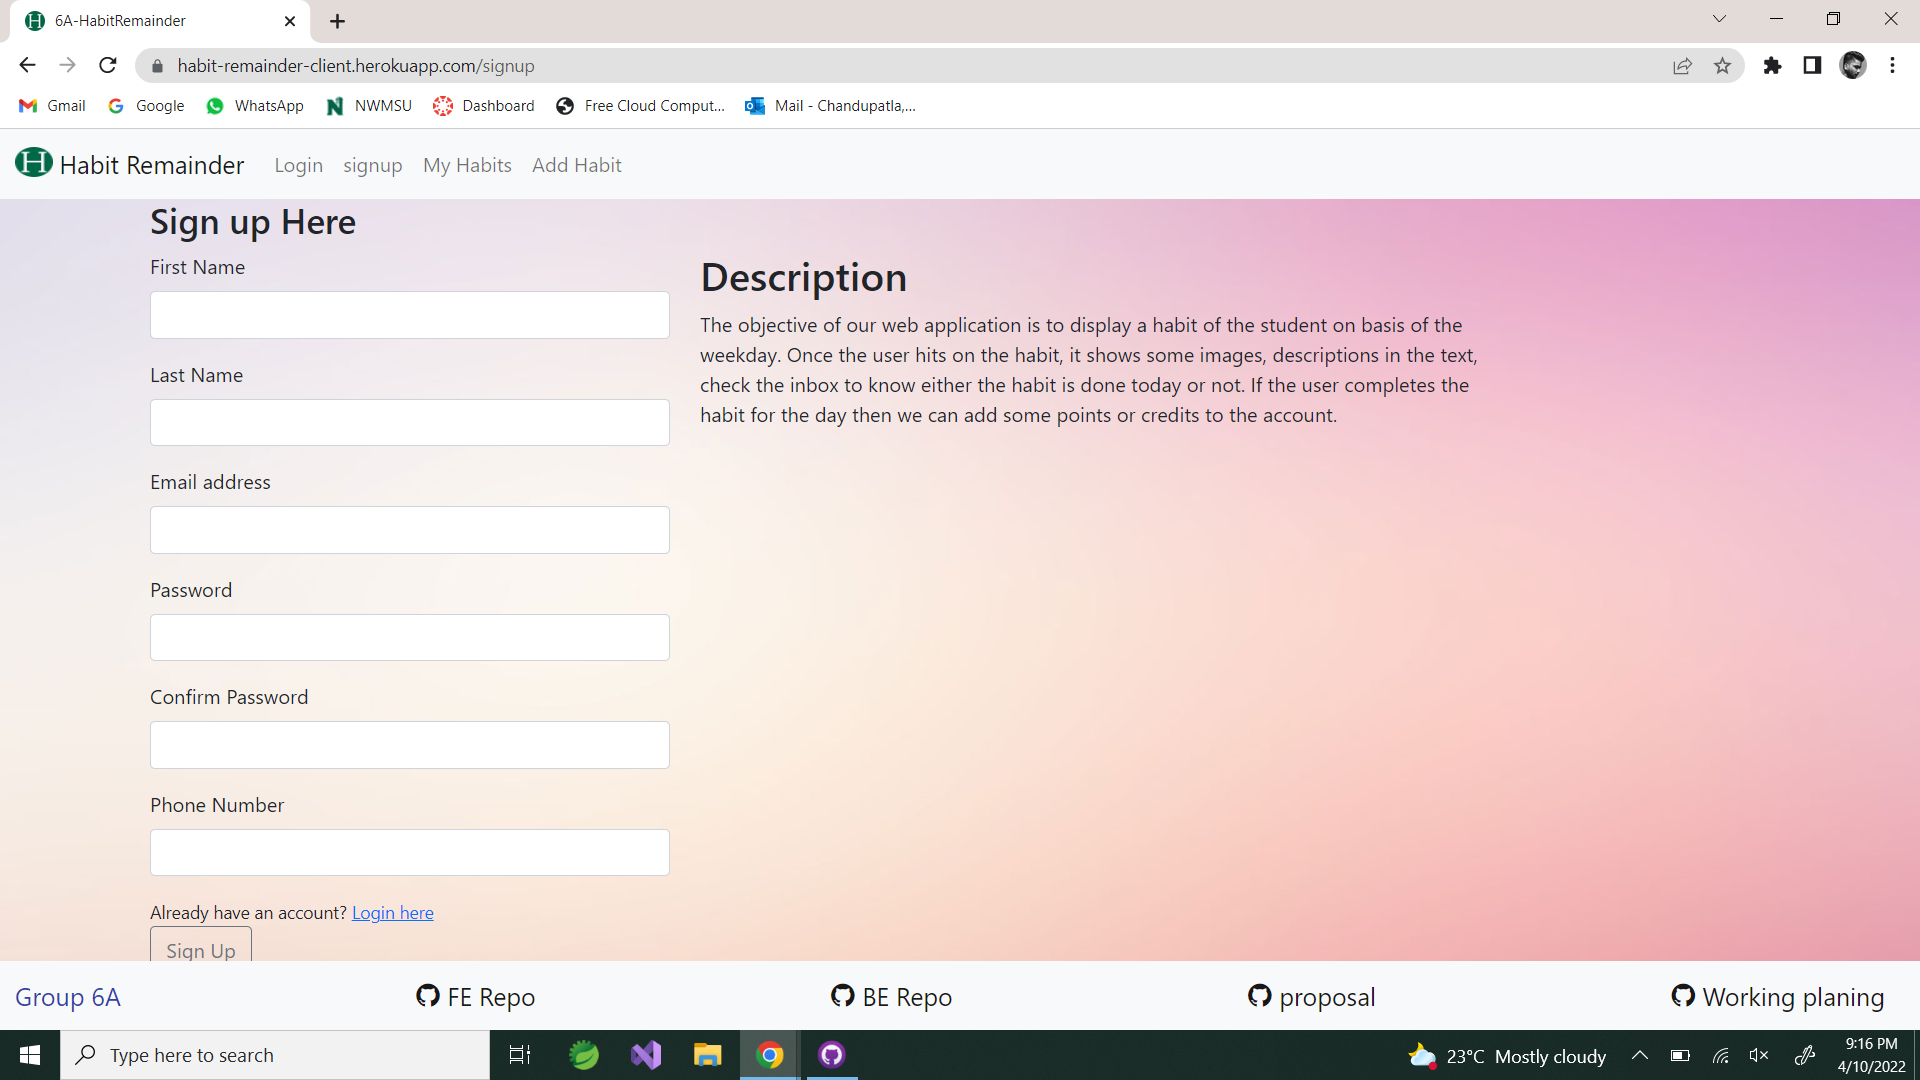 6A-HabitRemainder
habit-remainder-client.herokuapp.com/signup
Gmail Google WhatsApp NWMSU Dashboard Free Cloud Comput... Mail - Chandupatla,...
H Habit Remainder Login signup My Habits Add Habit
Sign up Here
First Name
Last Name
Email address
Password
Confirm Password
Phone Number
Already have an account? Login here
Sign Up
Description
The objective of our web application is to display a habit of the student on basis of the
weekday. Once the user hits on the habit, it shows some images, descriptions in the text,
check the inbox to know either the habit is done today or not. If the user completes the
habit for the day then we can add some points or credits to the account.
Group 6A FE Repo BE Repo proposal Working planing
Type here to search
23°C Mostly cloudy
9:16 PM
4/10/2022